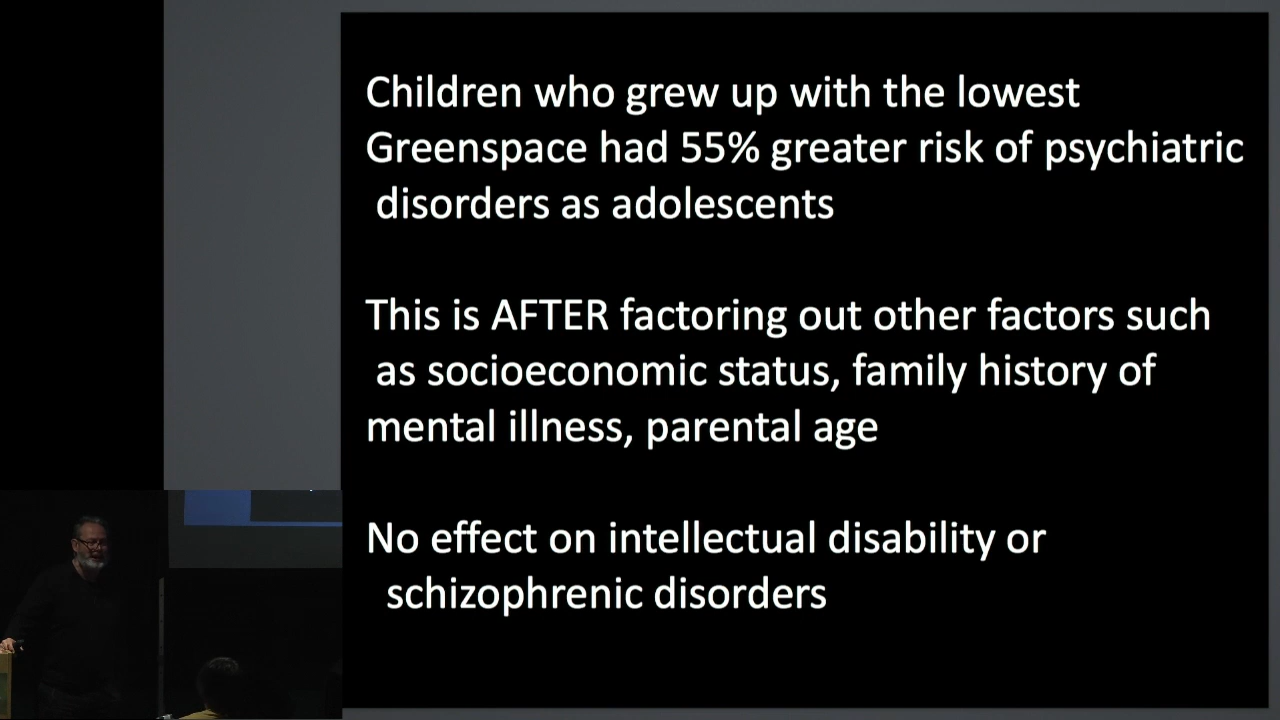 Children who grew up with the lowest
Greenspace had 55% greater risk of psychiatric
disorders as adolescents
This is AFTER factoring out other factors such
as socioeconomic status, family history of
mental illness, parental age
No effect on intellectual disability or
schizophrenic disorders